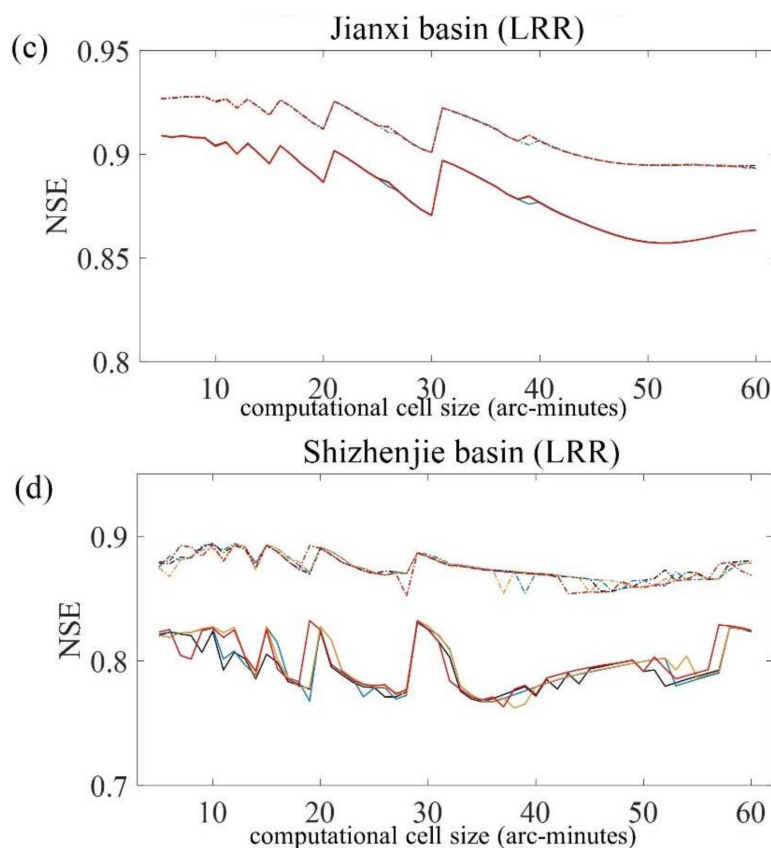 Jianxi basin (LRR)
(c)
0.95
0.9
NSE
0.85
0.8
10 20 30 40 50 60
computational cell size (arc-minutes)
Shizhenjie basin (LRR)
(d)
0.9
NSE
0.8
0.7
10 20 30 40 50 60
computational cell size (arc-minutes)